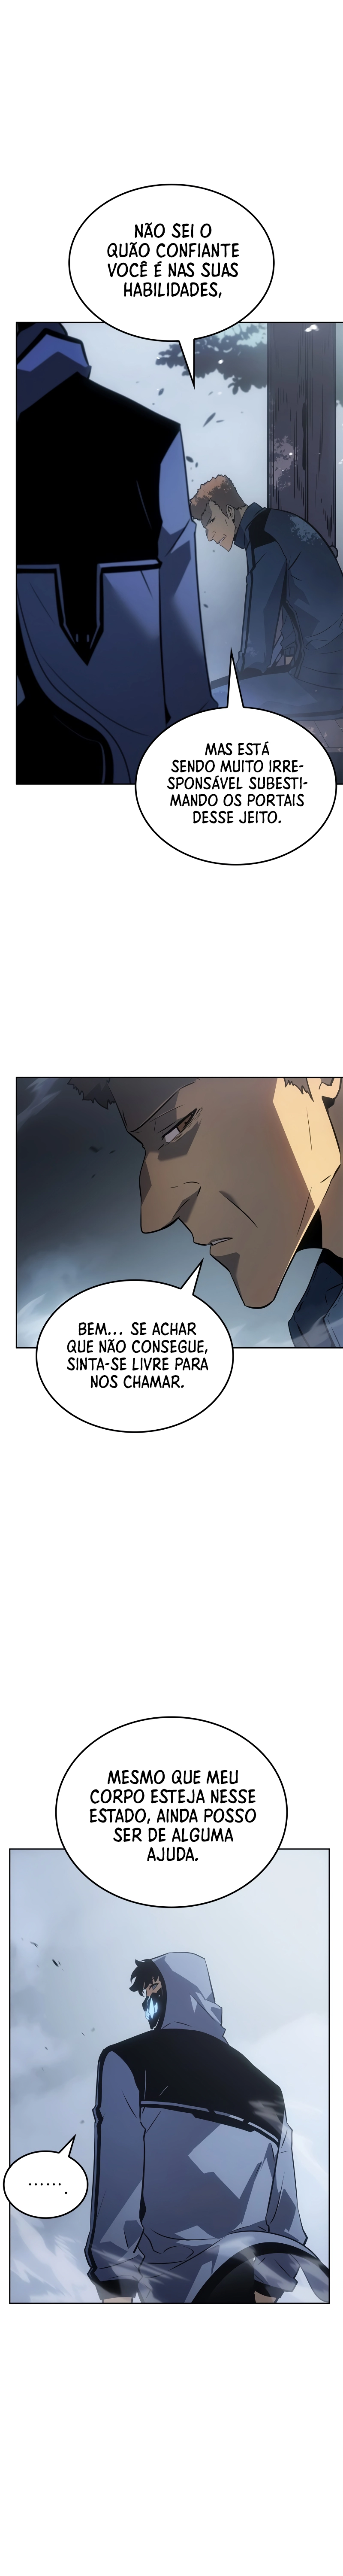 NÃO SEI O
QUÃO CONFIANTE
VOCÊ É NAS SUAS
HABILIDADES,
MAS ESTÁ
SENDO MUITO IRRE-
SPONSÁVEL SUBESTI-
MANDO OS PORTAIS
DESSE JEITO.
BEM... SE ACHAR
QUE NÃO CONSEGUE,
SINTA-SE LIVRE PARA
NOS CHAMAR.
MESMO QUE MEU
CORPO ESTEJA NESSE
ESTADO, AINDA POSSO
SER DE ALGUMA
AJUDA.
.......